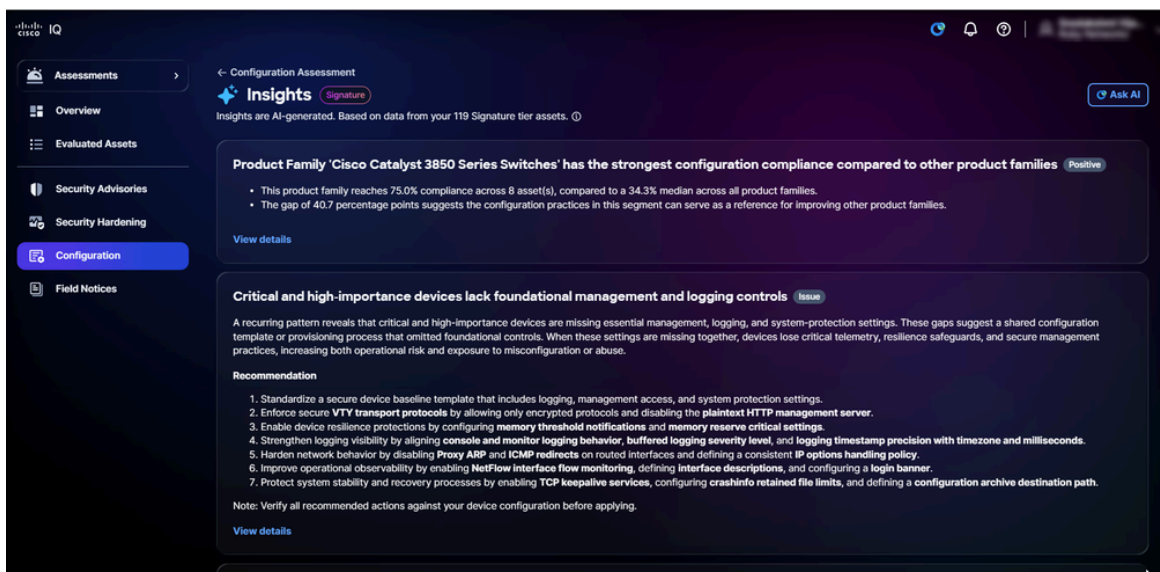 cisco IQ
Assessments
Overview
Evaluated Assets
Security Advisories
Security Hardening
Configuration
Field Notices
← Configuration Assessment
Insights Signature
Ask AI
Insights are AI-generated. Based on data from your 119 Signature tier assets.
Product Family 'Cisco Catalyst 3850 Series Switches' has the strongest configuration compliance compared to other product families Positive
• This product family reaches 75.0% compliance across 8 asset(s), compared to a 34.3% median across all product families.
• The gap of 40.7 percentage points suggests the configuration practices in this segment can serve as a reference for improving other product families.
View details
Critical and high-importance devices lack foundational management and logging controls Issue
A recurring pattern reveals that critical and high-importance devices are missing essential management, logging, and system-protection settings. These gaps suggest a shared configuration
template or provisioning process that omitted foundational controls. When these settings are missing together, devices lose critical telemetry, resilience safeguards, and secure management
practices, increasing both operational risk and exposure to misconfiguration or abuse.
Recommendation
1. Standardize a secure device baseline template that includes logging, management access, and system protection settings.
2. Enforce secure VTY transport protocols by allowing only encrypted protocols and disabling the plaintext HTTP management server.
3. Enable device resilience protections by configuring memory threshold notifications and memory reserve critical settings.
4. Strengthen logging visibility by aligning console and monitor logging behavior, buffered logging severity level, and logging timestamp precision with timezone and milliseconds.
5. Harden network behavior by disabling Proxy ARP and ICMP redirects on routed interfaces and defining a consistent IP options handling policy.
6. Improve operational observability by enabling NetFlow interface flow monitoring, defining interface descriptions, and configuring a login banner.
7. Protect system stability and recovery processes by enabling TCP keepalive services, configuring crashinfo retained file limits, and defining a configuration archive destination path.
Note: Verify all recommended actions against your device configuration before applying.
View details